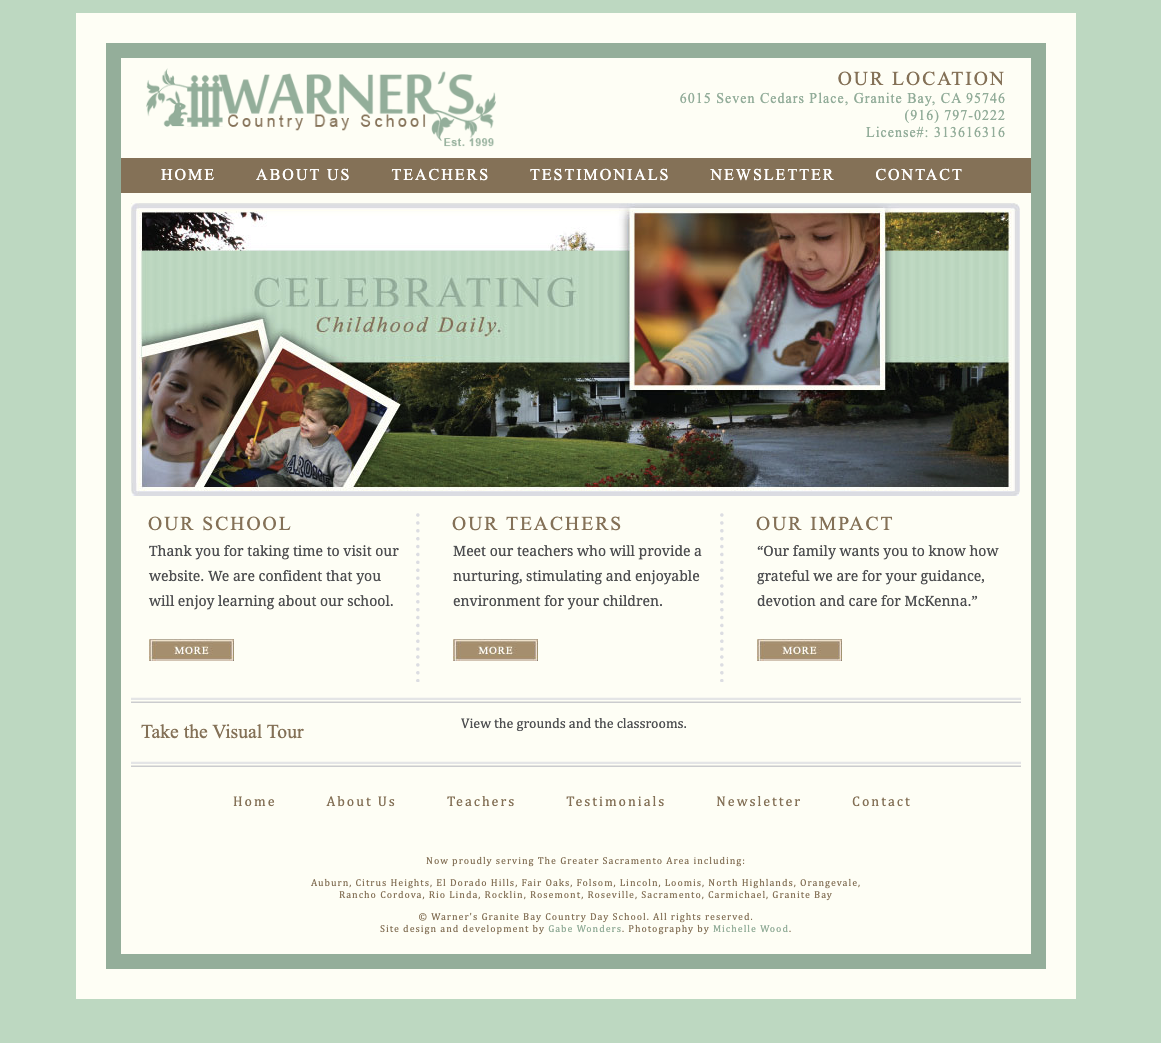 WARNER'S
Country Day School
Est. 1999
OUR LOCATION
6015 Seven Cedars Place, Granite Bay, CA 95746
(916) 797-0222
License#: 313616316
HOME ABOUT US TEACHERS TESTIMONIALS NEWSLETTER CONTACT
CELEBRATING
Childhood Daily.
OUR SCHOOL
Thank you for taking time to visit our
website. We are confident that you
will enjoy learning about our school.
MORE
OUR TEACHERS
Meet our teachers who will provide a
nurturing, stimulating and enjoyable
environment for your children.
MORE
OUR IMPACT
“Our family wants you to know how
grateful we are for your guidance,
devotion and care for McKenna.”
MORE
Take the Visual Tour
View the grounds and the classrooms.
Home About Us Teachers Testimonials Newsletter Contact
Now proudly serving The Greater Sacramento Area including:
Auburn, Citrus Heights, El Dorado Hills, Fair Oaks, Folsom, Lincoln, Loomis, North Highlands, Orangevale,
Rancho Cordova, Rio Linda, Rocklin, Rosemont, Roseville, Sacramento, Carmichael, Granite Bay
© Warner's Granite Bay Country Day School. All rights reserved.
Site design and development by Gabe Wonders. Photography by Michelle Wood.